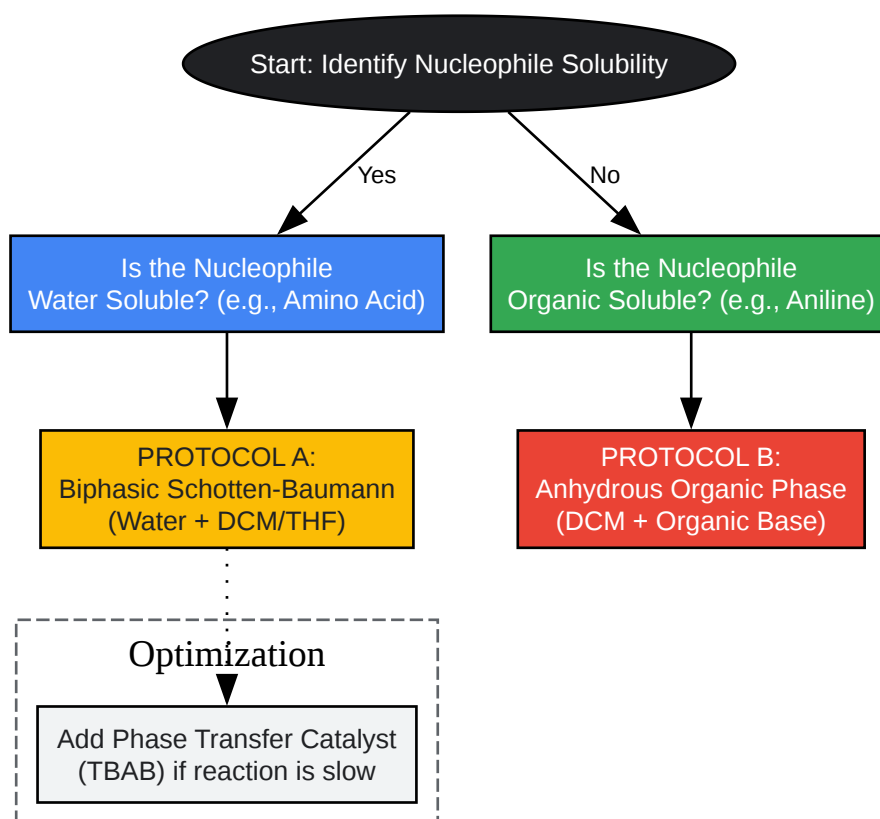 Start: Identify Nucleophile Solubility
Yes
No
Is the Nucleophile
Water Soluble? (e.g., Amino Acid)
Is the Nucleophile
Organic Soluble? (e.g., Aniline)
PROTOCOL A:
Biphasic Schotten-Baumann
(Water + DCM/THF)
PROTOCOL B:
Anhydrous Organic Phase
(DCM + Organic Base)
Optimization
Add Phase Transfer Catalyst
(TBAB) if reaction is slow